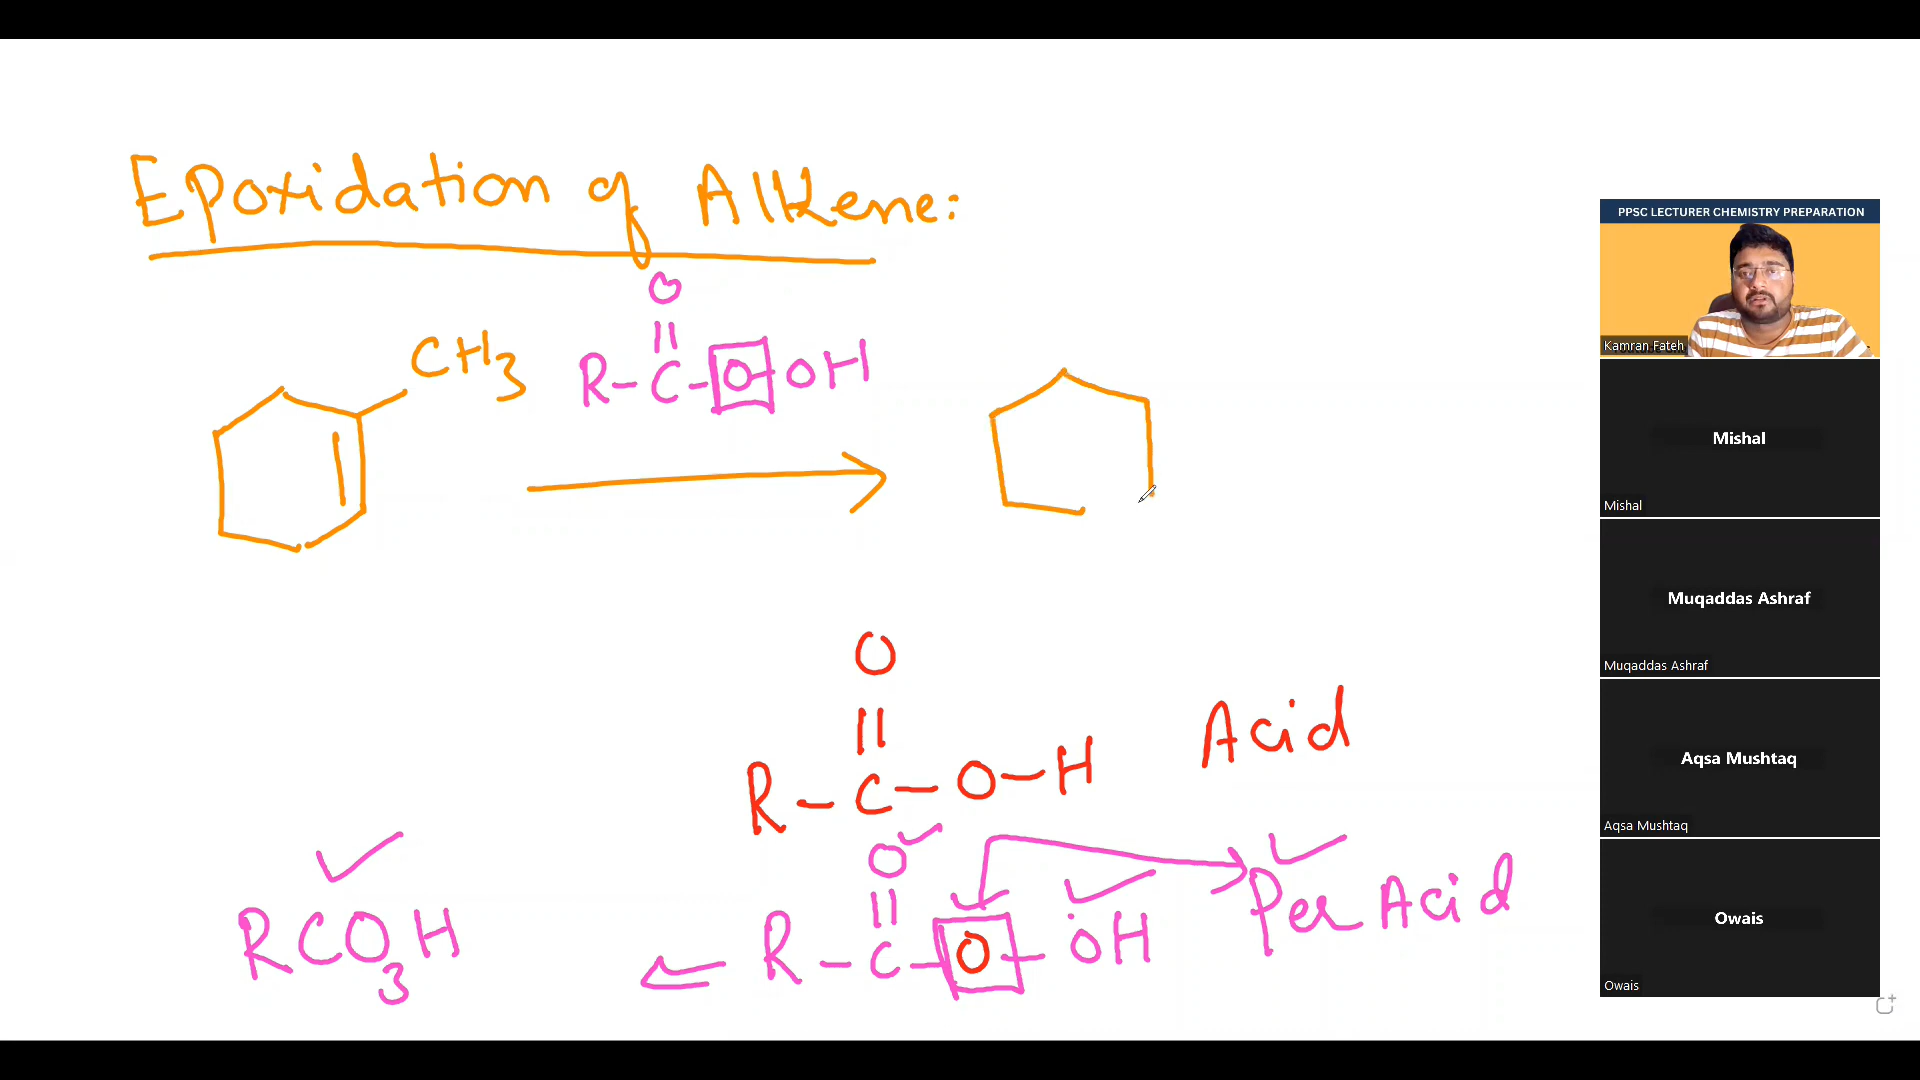 Epoxidation of Alkene:
O
||
R-C-O-OH
CH3
O
||
R-C-O-H
Acid
O
||
R-C-O-OH
Per Acid
RCO3H
PPSC LECTURER CHEMISTRY PREPARATION
Kamran Fateh
Mishal
Mishal
Muqaddas Ashraf
Muqaddas Ashraf
Aqsa Mushtaq
Aqsa Mushtaq
Owais
Owais